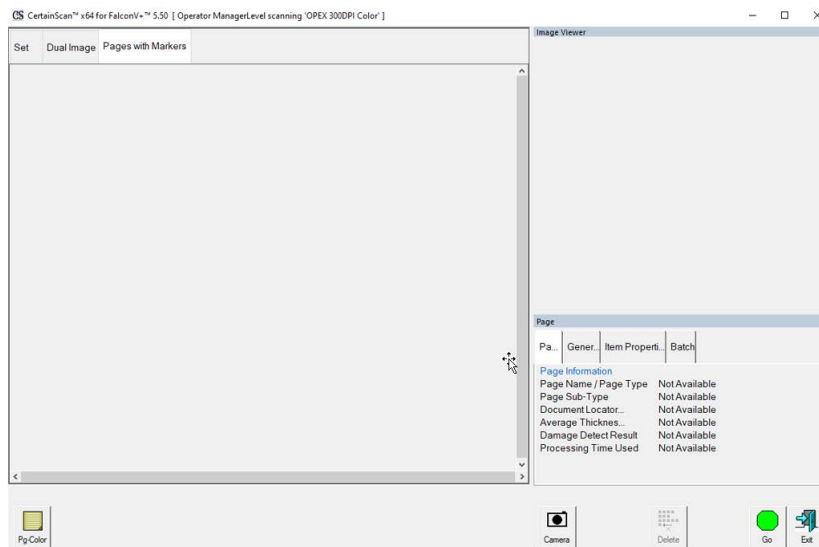 CS CertainScan™ x64 for FalconV+™ 5.50 [ Operator ManagerLevel scanning 'OPEX 300DPI Color' ]
Set Dual Image Pages with Markers
Image Viewer
Page
Pa... Gener... Item Properti... Batch
Page Information
Page Name / Page Type Not Available
Page Sub-Type Not Available
Document Locator... Not Available
Average Thicknes... Not Available
Damage Detect Result Not Available
Processing Time Used Not Available
Pg-Color Camera Delete Go Exit